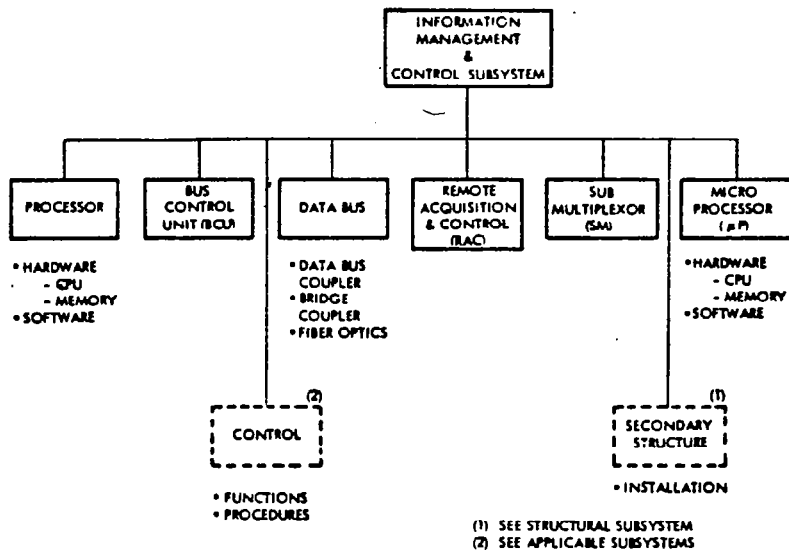 INFORMATION
MANAGEMENT
&
CONTROL SUBSYSTEM
PROCESSOR
• HARDWARE
- CPU
- MEMORY
• SOFTWARE
BUS
CONTROL
UNIT (BCU)
DATA BUS
• DATA BUS
COUPLER
• BRIDGE
COUPLER
• FIBER OPTICS
REMOTE
ACQUISITION
& CONTROL
(RAC)
SUB
MULTIPLEXOR
(SM)
MICRO
PROCESSOR
(μP)
• HARDWARE
- CPU
- MEMORY
• SOFTWARE
(2)
CONTROL
• FUNCTIONS
• PROCEDURES
(1)
SECONDARY
STRUCTURE
• INSTALLATION
(1) SEE STRUCTURAL SUBSYSTEM
(2) SEE APPLICABLE SUBSYSTEMS